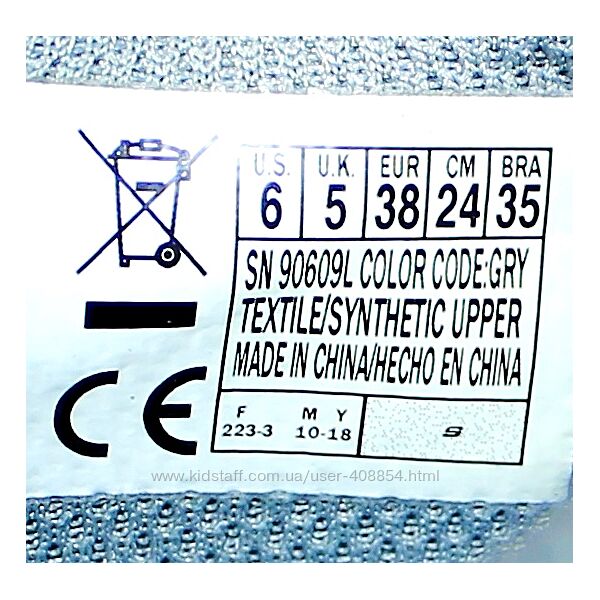 U.S. U.K. EUR CM BRA
6 5 38 24 35
SN 90609L COLOR CODE:GRY
TEXTILE/SYNTHETIC UPPER
MADE IN CHINA/HECHO EN CHINA
F M Y
223-3 10-18
S
CE
www.kidstaff.com.ua/user-408854.html